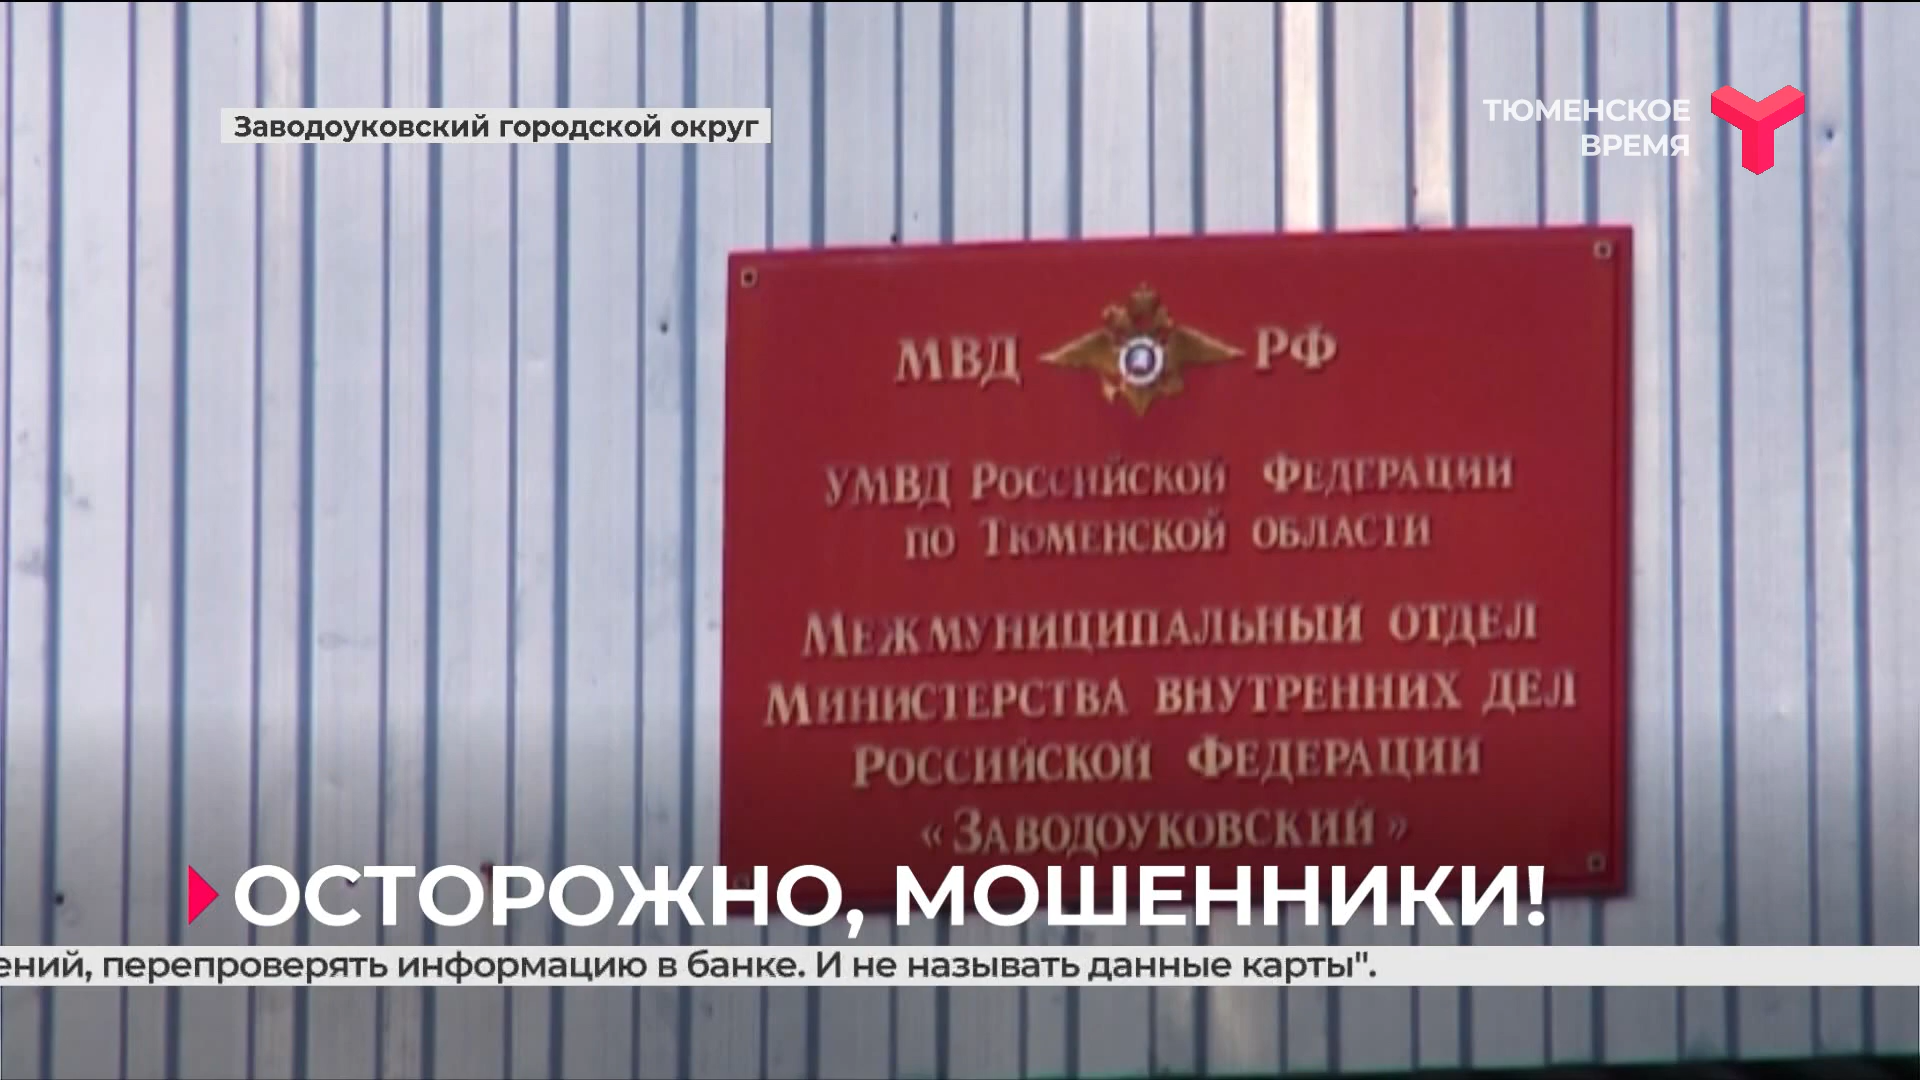 Заводоуковский городской округ
ТЮМЕНСКОЕ
ВРЕМЯ
МВД РФ
УМВД РОССИЙСКОЙ ФЕДЕРАЦИИ
ПО ТЮМЕНСКОЙ ОБЛАСТИ
МЕЖМУНИЦИПАЛЬНЫЙ ОТДЕЛ
МИНИСТЕРСТВА ВНУТРЕННИХ ДЕЛ
РОССИЙСКОЙ ФЕДЕРАЦИИ
«ЗАВОДОУКОВСКИЙ»
ОСТОРОЖНО, МОШЕННИКИ!
ений, перепроверять информацию в банке. И не называть данные карты".